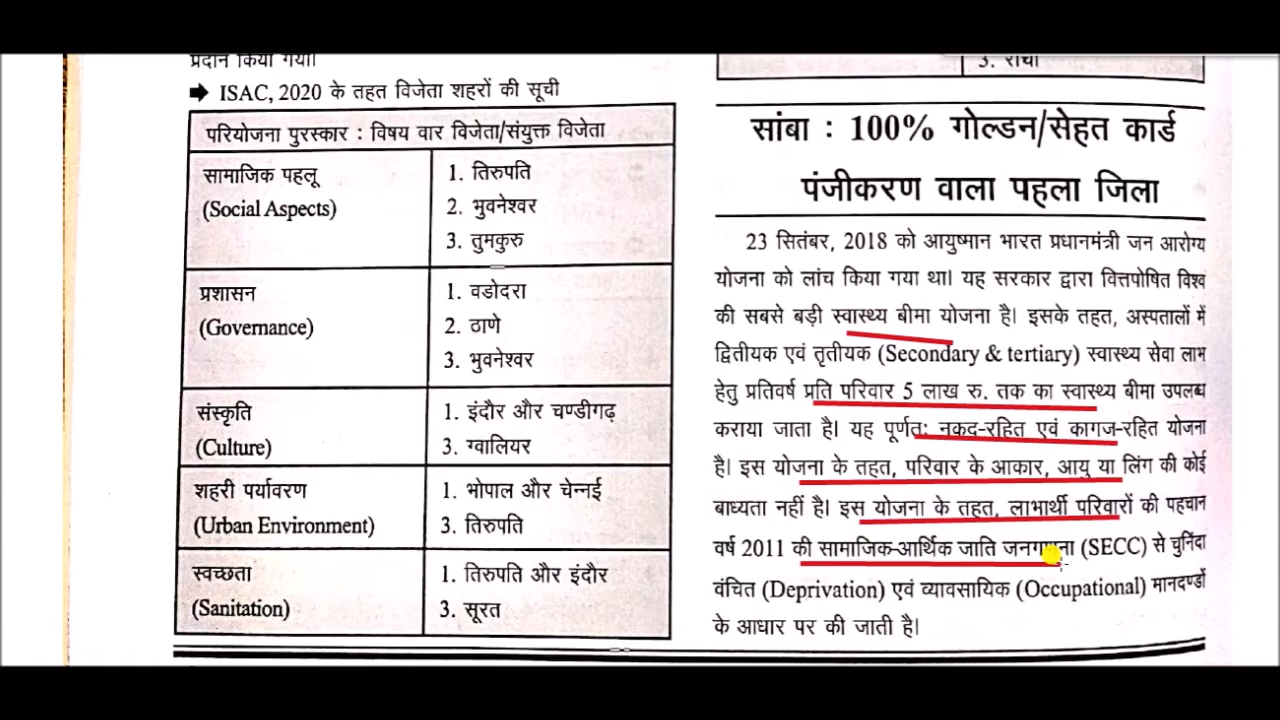 प्रदान किया गया।
➡ ISAC, 2020 के तहत विजेता शहरों की सूची
परियोजना पुरस्कार : विषय वार विजेता/संयुक्त विजेता
सामाजिक पहलू
(Social Aspects)
1. तिरुपति
2. भुवनेश्वर
3. तुमकुरु
प्रशासन
(Governance)
1. वडोदरा
2. ठाणे
3. भुवनेश्वर
संस्कृति
(Culture)
1. इंदौर और चण्डीगढ़
3. ग्वालियर
शहरी पर्यावरण
(Urban Environment)
1. भोपाल और चेन्नई
3. तिरुपति
स्वच्छता
(Sanitation)
1. तिरुपति और इंदौर
3. सूरत
3. रांची
सांबा : 100% गोल्डन/सेहत कार्ड
पंजीकरण वाला पहला जिला
23 सितंबर, 2018 को आयुष्मान भारत प्रधानमंत्री जन आरोग्य
योजना को लांच किया गया था। यह सरकार द्वारा वित्तपोषित विश्व
की सबसे बड़ी स्वास्थ्य बीमा योजना है। इसके तहत, अस्पतालों में
द्वितीयक एवं तृतीयक (Secondary & tertiary) स्वास्थ्य सेवा लाभ
हेतु प्रतिवर्ष प्रति परिवार 5 लाख रु. तक का स्वास्थ्य बीमा उपलब्ध
कराया जाता है। यह पूर्णत: नकद-रहित एवं कागज-रहित योजना
है। इस योजना के तहत, परिवार के आकार, आयु या लिंग की कोई
बाध्यता नहीं है। इस योजना के तहत, लाभार्थी परिवारों की पहचान
वर्ष 2011 की सामाजिक-आर्थिक जाति जनगणना (SECC) से चुनिंदा
वंचित (Deprivation) एवं व्यावसायिक (Occupational) मानदण्डों
के आधार पर की जाती है।